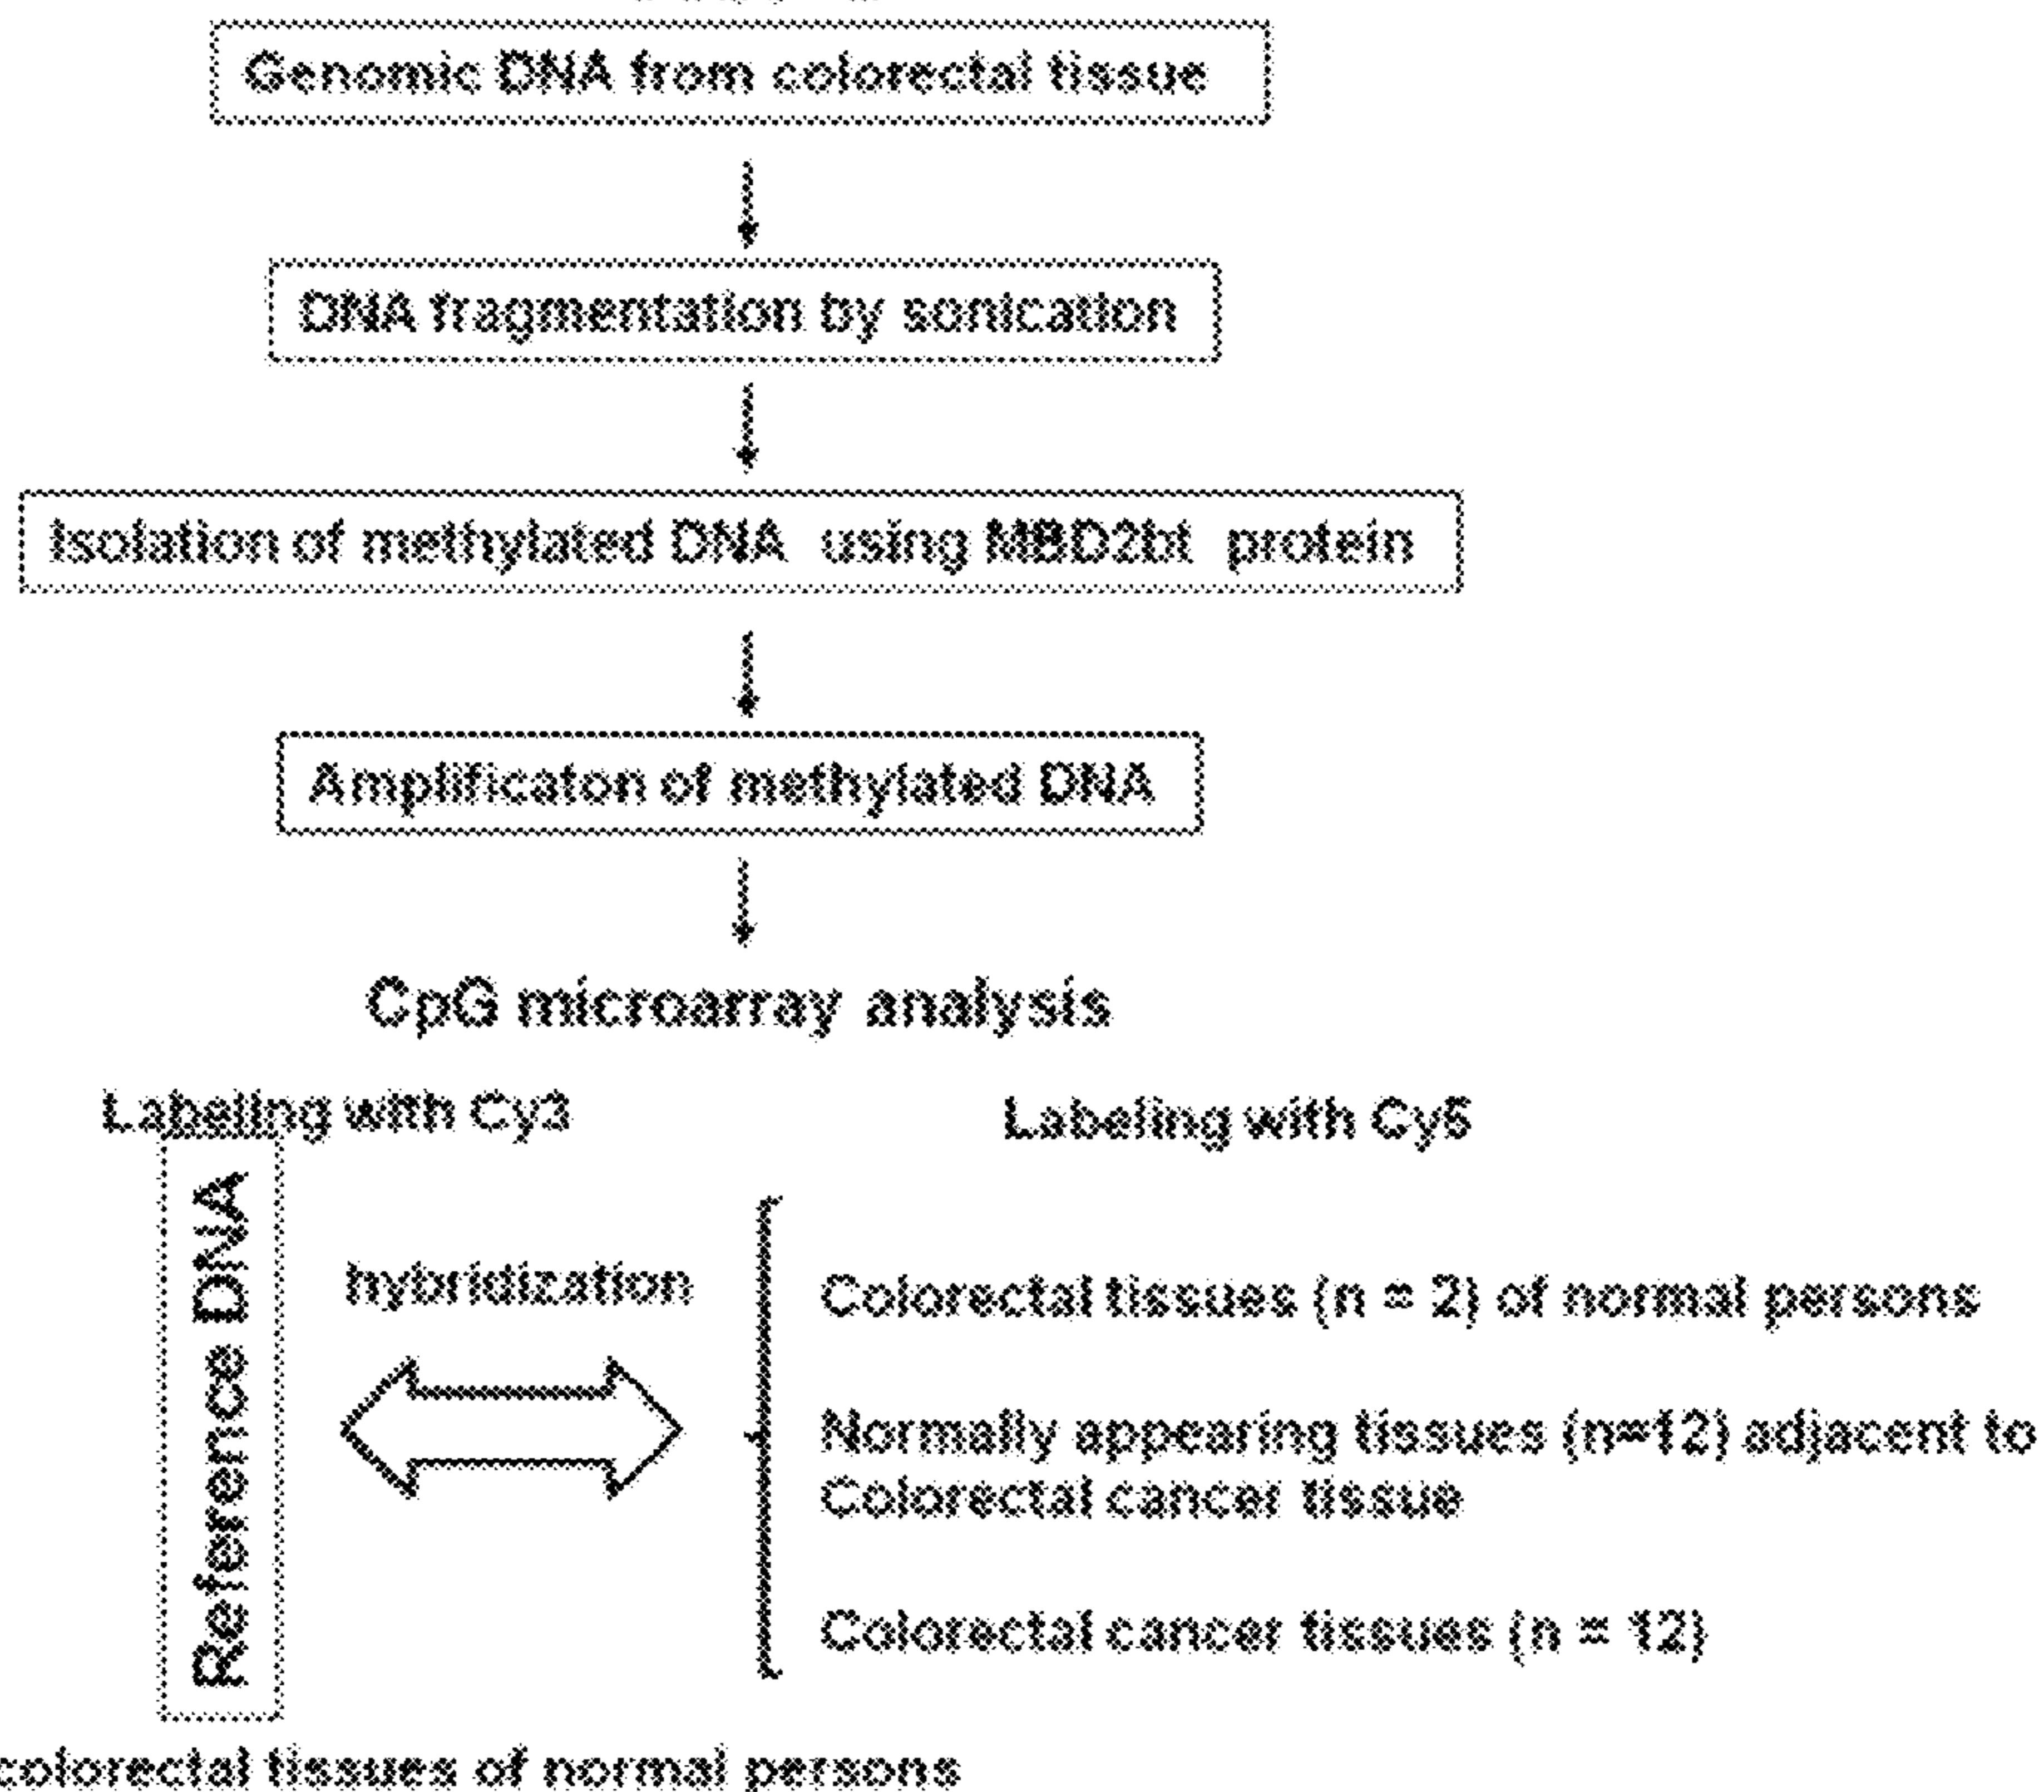 Genomic DNA from colorectal tissue
DNA fragmentation by sonication
Isolation of methylated DNA using MBD2bt protein
Amplificaton of methylated DNA
CpG microarray analysis
Labeling with Cy3
Labeling with Cy5
Reference DNA
hybridization
Colorectal tissues (n = 2) of normal persons
Normally appearing tissues (n=12) adjacent to
Colorectal cancer tissue
Colorectal cancer tissues (n = 12)
colorectal tissues of normal persons